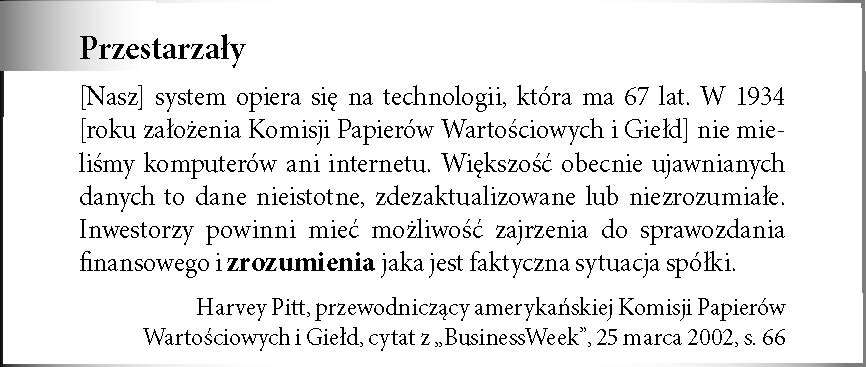 Przestarzały
[Nasz] system opiera się na technologii, która ma 67 lat. W 1934
[roku założenia Komisji Papierów Wartościowych i Giełd] nie mie-
liśmy komputerów ani internetu. Większość obecnie ujawnianych
danych to dane nieistotne, zdezaktualizowane lub niezrozumiałe.
Inwestorzy powinni mieć możliwość zajrzenia do sprawozdania
finansowego i zrozumienia jaka jest faktyczna sytuacja spółki.
Harvey Pitt, przewodniczący amerykańskiej Komisji Papierów
Wartościowych i Giełd, cytat z „BusinessWeek”, 25 marca 2002, s. 66